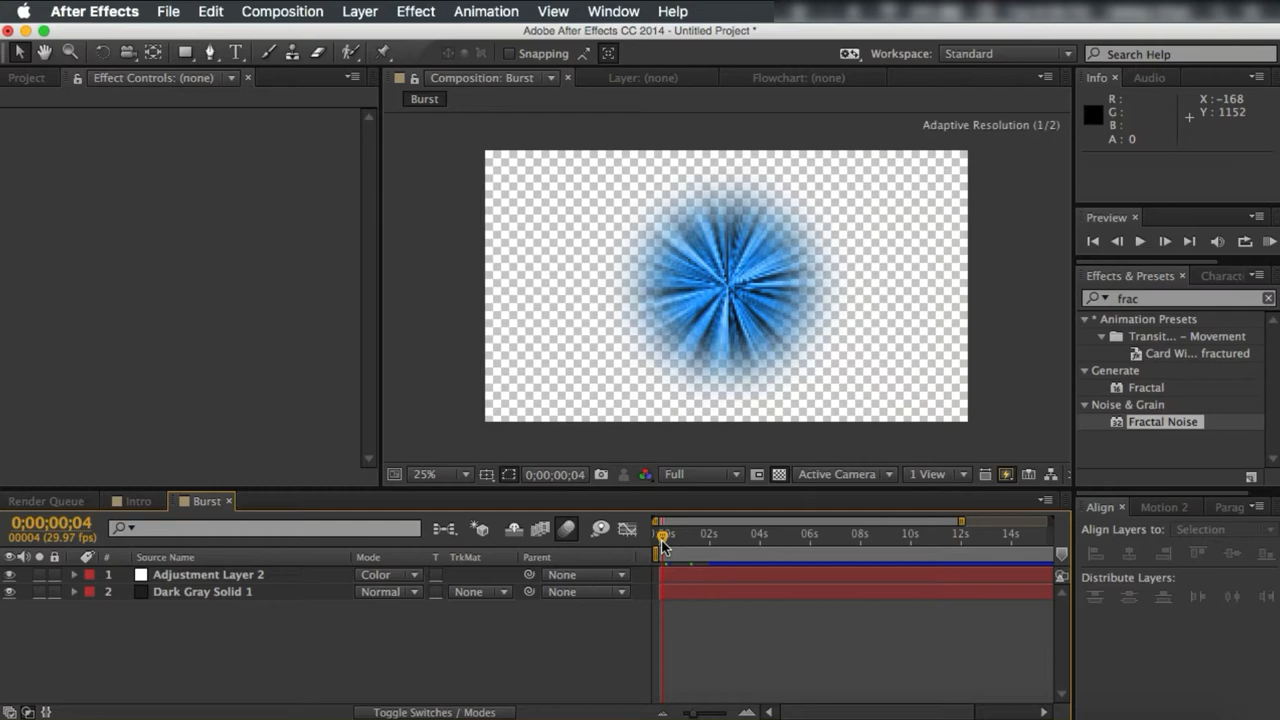 After Effects File Edit Composition Layer Effect Animation View Window Help
Adobe After Effects CC 2014 - Untitled Project *
Snapping Workspace: Standard Search Help
Project Effect Controls: (none) Composition: Burst Layer: (none) Flowchart: (none) Info Audio
Burst
R: X: -168
G: Y: 1152
B:
A: 0
Adaptive Resolution (1/2)
Preview
Effects & Presets Charact
frac
* Animation Presets
Transit... - Movement
Card Wi... fractured
Generate
Fractal
Noise & Grain
Fractal Noise
25% 0;00;00;04 Full Active Camera 1 View
Render Queue Intro Burst
Align Motion 2 Parag
0;00;00;04
00004 (29.97 fps)
02s 04s 06s 08s 10s 12s 14s
Align Layers to: Selection
# Source Name Mode T TrkMat Parent
1 Adjustment Layer 2 Color None
2 Dark Gray Solid 1 Normal None None
Distribute Layers:
Toggle Switches / Modes